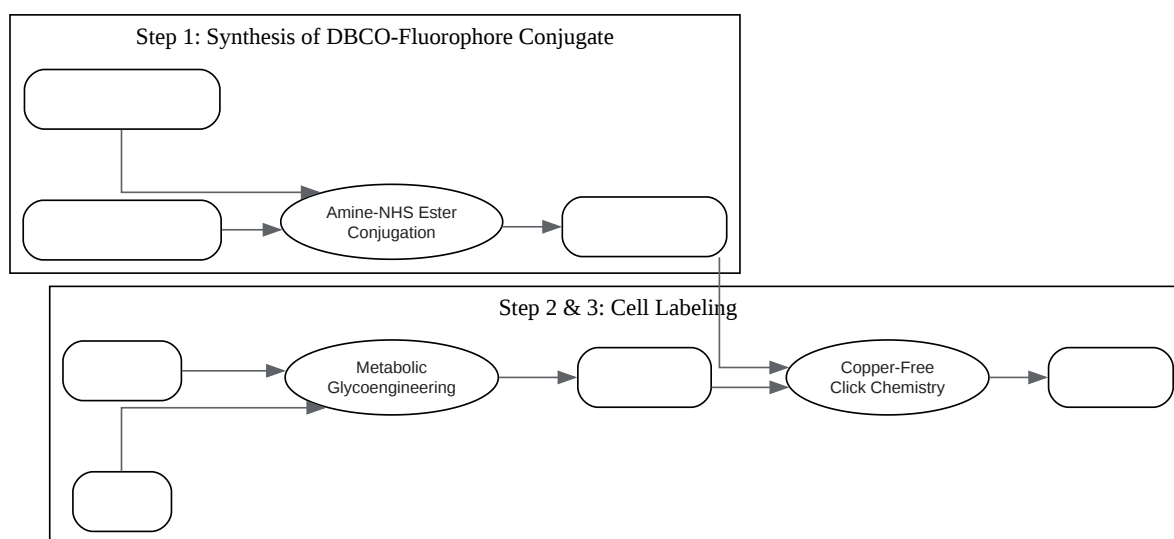 Step 1: Synthesis of DBCO-Fluorophore Conjugate
Amine-NHS Ester
Conjugation
Step 2 & 3: Cell Labeling
Metabolic
Glycoengineering
Copper-Free
Click Chemistry